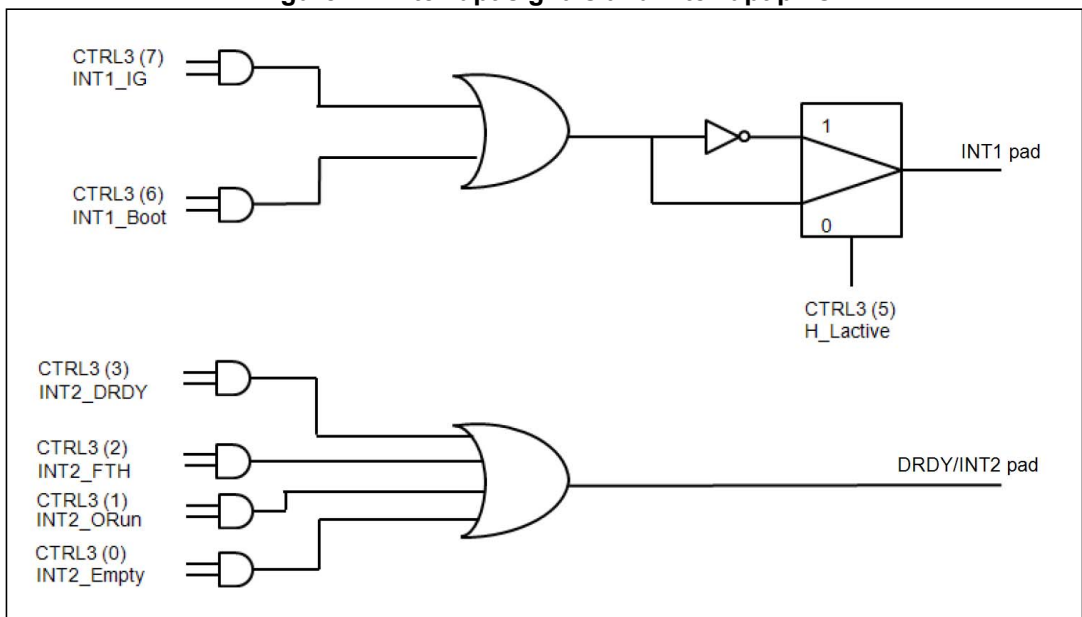 CTRL3 (7)
INT1_IG
1
INT1 pad
CTRL3 (6)
INT1_Boot
0
CTRL3 (5)
H_Lactive
CTRL3 (3)
INT2_DRDY
CTRL3 (2)
INT2_FTH
DRDY/INT2 pad
CTRL3 (1)
INT2_ORun
CTRL3 (0)
INT2_Empty